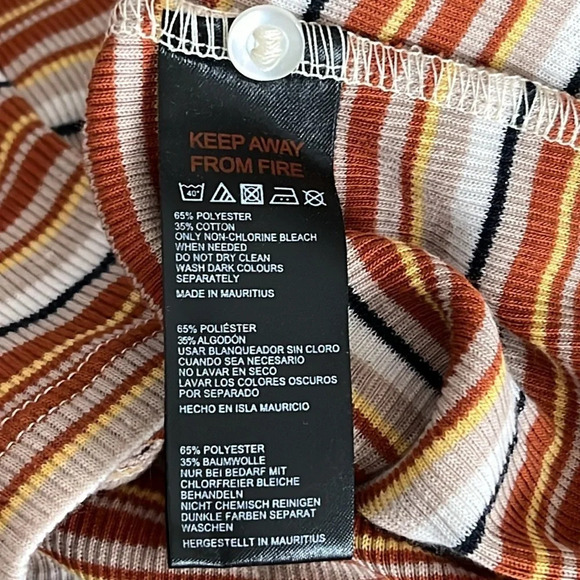 KEEP AWAY
FROM FIRE
40°
65% POLYESTER
35% COTTON
ONLY NON-CHLORINE BLEACH
WHEN NEEDED
DO NOT DRY CLEAN
WASH DARK COLOURS
SEPARATELY
MADE IN MAURITIUS
65% POLIÉSTER
35% ALGODÓN
USAR BLANQUEADOR SIN CLORO
CUANDO SEA NECESARIO
NO LAVAR EN SECO
LAVAR LOS COLORES OSCUROS
POR SEPARADO
HECHO EN ISLA MAURICIO
65% POLYESTER
35% BAUMWOLLE
NUR BEI BEDARF MIT
CHLORFREIER BLEICHE
BEHANDELN
NICHT CHEMISCH REINIGEN
DUNKLE FARBEN SEPARAT
WASCHEN
HERGESTELLT IN MAURITIUS